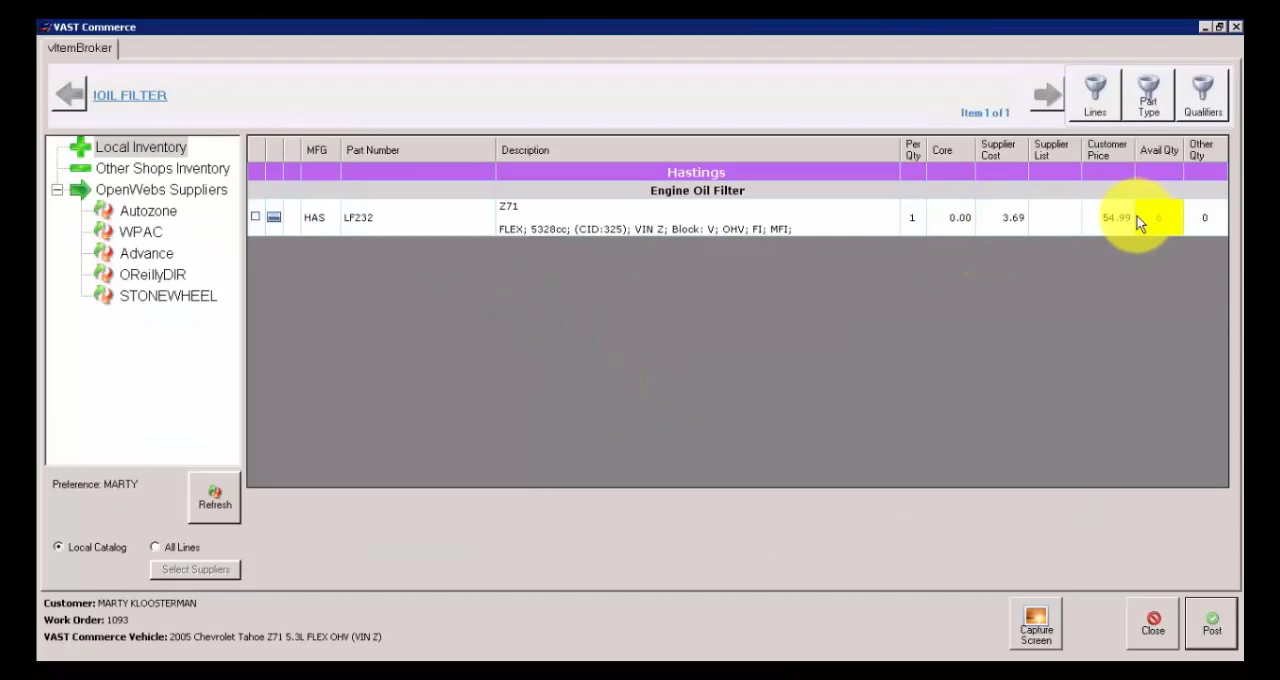 VAST Commerce
vItemBroker
!OIL FILTER
Item 1 of 1
Lines
Part Type
Qualifiers
Local Inventory
Other Shops Inventory
OpenWebs Suppliers
Autozone
WPAC
Advance
OReillyDIR
STONEWHEEL
MFG Part Number Description Per Qty Core Supplier Cost Supplier List Customer Price Avail Qty Other Qty
Hastings
Engine Oil Filter
HAS LF232 Z71 1 0.00 3.69 54.99 6 0
FLEX; 5328cc; (CID:325); VIN Z; Block: V; OHV; FI; MFI;
Preference: MARTY
Refresh
Local Catalog All Lines
Select Suppliers
Customer: MARTY KLOOSTERMAN
Work Order: 1093
VAST Commerce Vehicle: 2005 Chevrolet Tahoe Z71 5.3L FLEX OHV (VIN Z)
Capture Screen
Close
Post